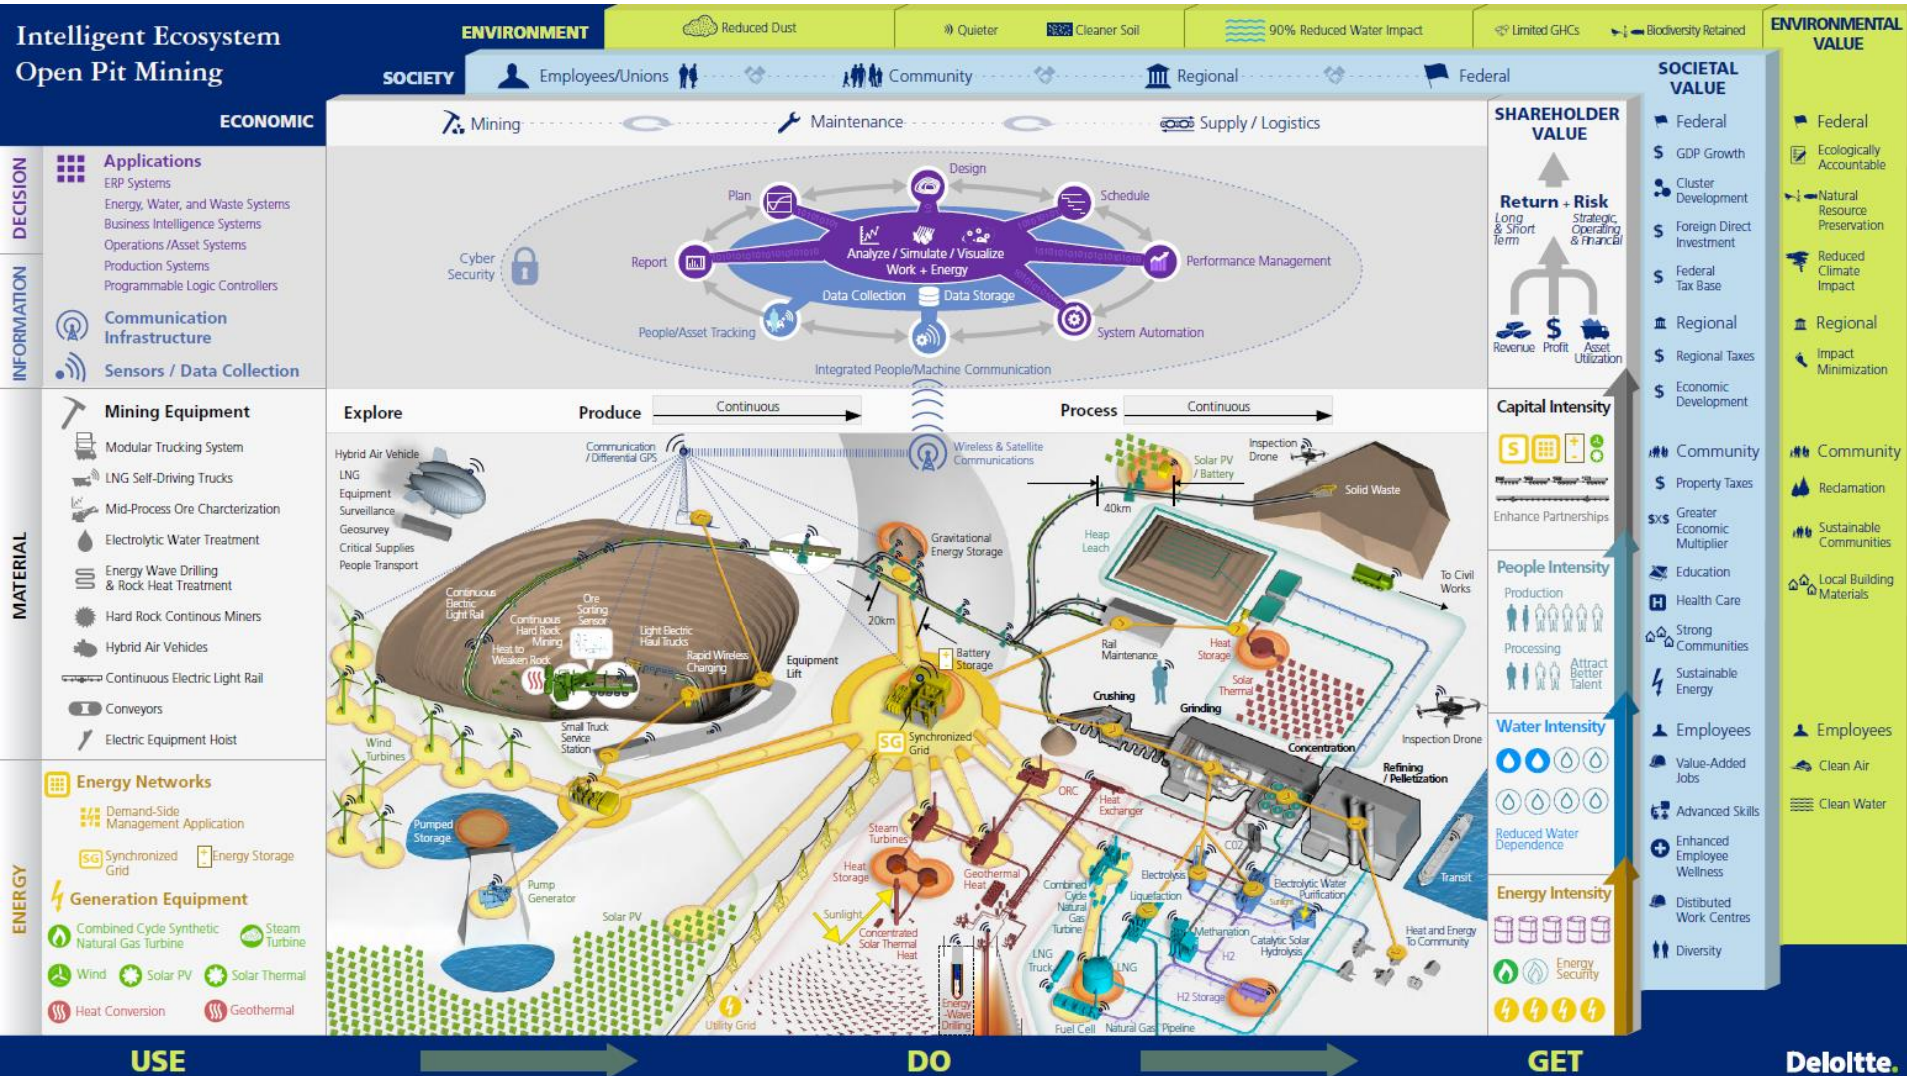 Intelligent Ecosystem
Open Pit Mining
ENVIRONMENT
Reduced Dust
Quieter
Cleaner Soil
90% Reduced Water Impact
Limited GHCs
Biodiversity Retained
ENVIRONMENTAL
VALUE
SOCIETY
Employees/Unions
Community
Regional
Federal
SOCIETAL
VALUE
ECONOMIC
Mining
Maintenance
Supply / Logistics
SHAREHOLDER
VALUE
DECISION
Applications
ERP Systems
Energy, Water, and Waste Systems
Business Intelligence Systems
Operations /Asset Systems
Production Systems
Programmable Logic Controllers
INFORMATION
Communication
Infrastructure
Sensors / Data Collection
Cyber
Security
Plan
Design
Schedule
Report
Analyze / Simulate / Visualize
Work + Energy
Performance Management
Data Collection
Data Storage
People/Asset Tracking
System Automation
Integrated People/Machine Communication
Return + Risk
Long
& Short
Term
Strategic,
Operating
& Financial
Revenue
$
Profit
Asset
Utilization
MATERIAL
Mining Equipment
Modular Trucking System
LNG Self-Driving Trucks
Mid-Process Ore Charcterization
Electrolytic Water Treatment
Energy Wave Drilling
& Rock Heat Treatment
Hard Rock Continous Miners
Hybrid Air Vehicles
Continuous Electric Light Rail
Conveyors
Electric Equipment Hoist
ENERGY
Energy Networks
Demand-Side
Management Application
SG
Synchronized
Grid
Energy Storage
Generation Equipment
Combined Cycle Synthetic
Natural Gas Turbine
Steam
Turbine
Wind
Solar PV
Solar Thermal
Heat Conversion
Geothermal
Explore
Produce
Continuous
Process
Continuous
Hybrid Air Vehicle
LNG
Equipment
Surveillance
Geosurvey
Critical Supplies
People Transport
Communication
/ Differential GPS
Wireless & Satellite
Communications
Solar PV
/ Battery
Inspection
Drone
Solid Waste
40km
Heap
Leach
Gravitational
Energy Storage
To Civil
Works
Continuous
Electric
Light Rail
Continuous
Hard Rock
Mining
Ore
Sorting
Sensor
Heat to
Weaken Rock
Light Electric
Haul Trucks
Rapid Wireless
Charging
Equipment
Lift
20km
Battery
Storage
Rail
Maintenance
Heat
Storage
Solar
Thermal
Small Truck
Service
Station
Wind
Turbines
SG
Synchronized
Grid
Crushing
Grinding
Concentration
Inspection Drone
Refining
/ Pelletization
Pumped
Storage
Pump
Generator
Solar PV
Steam
Turbines
Heat
Storage
ORC
Heat
Exchanger
Geothermal
Heat
Sunlight
Concentrated
Solar Thermal
Heat
Combined
Cycle
Natural
Gas
Turbine
Electrolysis
Liquefaction
CO2
Electrolytic Water
Purification
Sunlight
Methanation
Catalytic Solar
Hydrolysis
H2
Heat and Energy
To Community
Transit
LNG
Truck
LNG
H2 Storage
Energy
-Wave
Drilling
Utility Grid
Fuel Cell
Natural Gas Pipeline
Capital Intensity
S
Enhance Partnerships
People Intensity
Production
Processing
Attract
Better
Talent
Water Intensity
Reduced Water
Dependence
Energy Intensity
Energy
Security
Federal
$ GDP Growth
Cluster
Development
$ Foreign Direct
Investment
$ Federal
Tax Base
Regional
$ Regional Taxes
$ Economic
Development
Community
$ Property Taxes
$X$ Greater
Economic
Multiplier
Education
H Health Care
Strong
Communities
Sustainable
Energy
Employees
Value-Added
Jobs
Advanced Skills
Enhanced
Employee
Wellness
Distibuted
Work Centres
Diversity
Federal
Ecologically
Accountable
Natural
Resource
Preservation
Reduced
Climate
Impact
Regional
Impact
Minimization
Community
Reclamation
Sustainable
Communities
Local Building
Materials
Employees
Clean Air
Clean Water
USE
DO
GET
Deloitte.